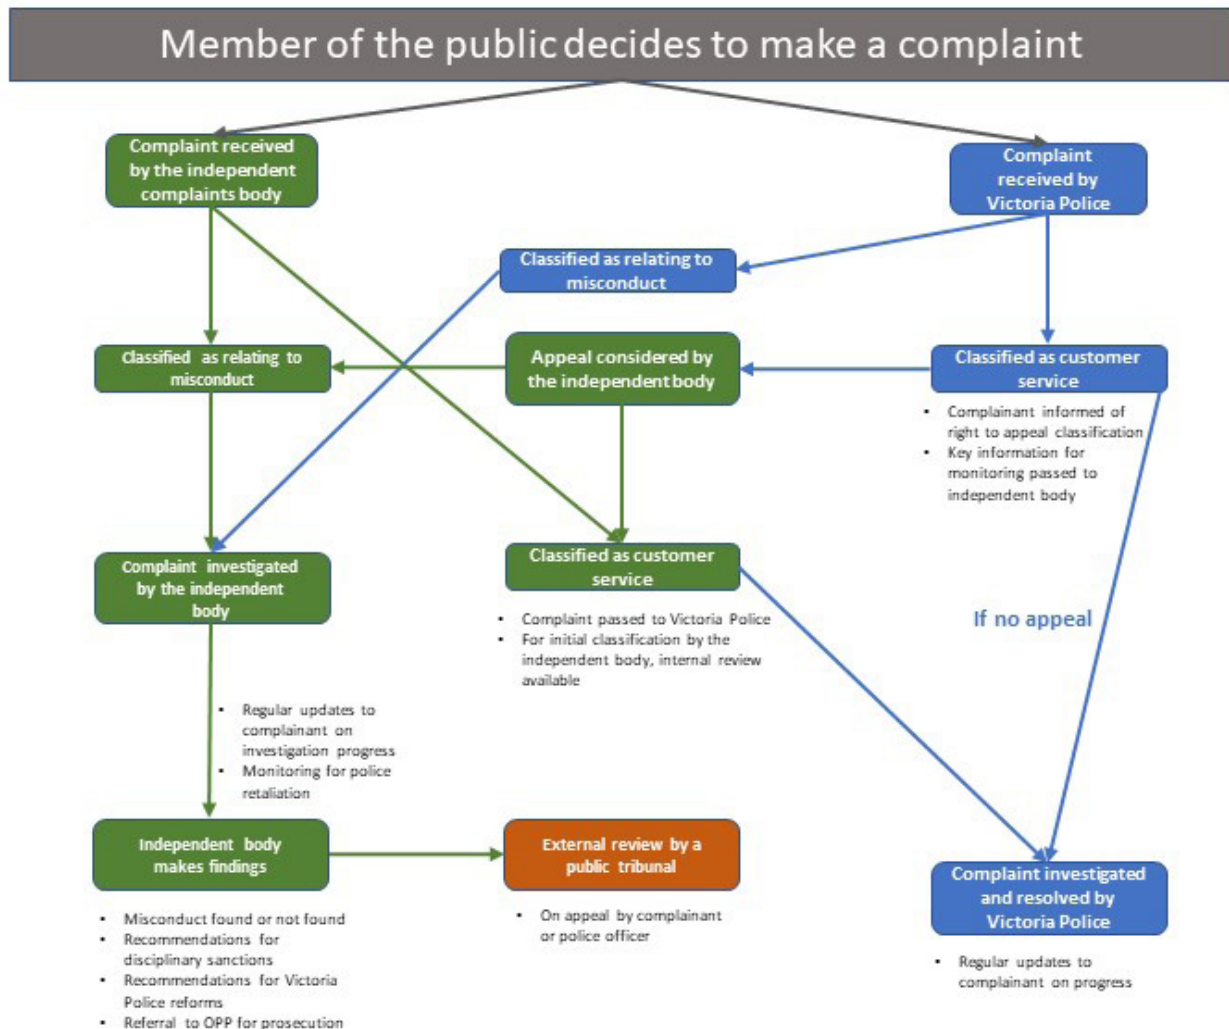 Member of the public decides to make a complaint
Complaint received
by the independent
complaints body
Complaint
received by
Victoria Police
Classified as relating to
misconduct
Classified as relating to
misconduct
Appeal considered by
the independent body
Classified as customer
service
▪ Complainant informed of
right to appeal classification
▪ Key information for
monitoring passed to
independent body
Complaint investigated
by the independent
body
Classified as customer
service
▪ Complaint passed to Victoria Police
▪ For initial classification by the
independent body, internal review
available
If no appeal
▪ Regular updates to
complainant on
investigation progress
▪ Monitoring for police
retaliation
Independent body
makes findings
External review by a
public tribunal
Complaint investigated
and resolved by
Victoria Police
▪ Misconduct found or not found
▪ Recommendations for
disciplinary sanctions
▪ Recommendations for Victoria
Police reforms
▪ Referral to OPP for prosecution
▪ On appeal by complainant
or police officer
▪ Regular updates to
complainant on progress